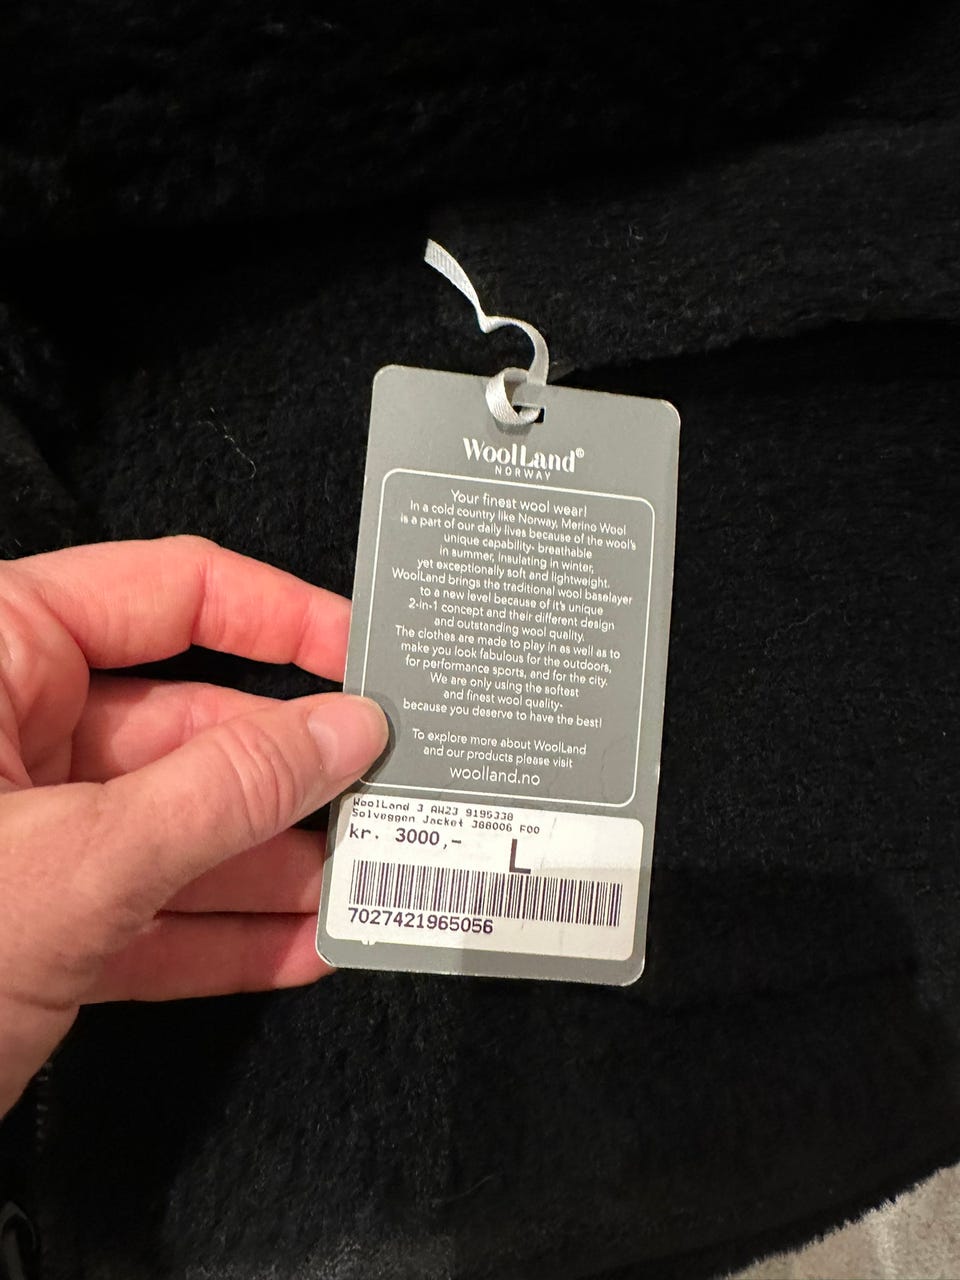 WoolLand®
NORWAY
Your finest wool wear!
In a cold country like Norway, Merino Wool
is a part of our daily lives because of the wool's
unique capability- breathable
in summer, insulating in winter,
yet exceptionally soft and lightweight.
WoolLand brings the traditional wool baselayer
to a new level because of it's unique
2-in-1 concept and their different design
and outstanding wool quality.
The clothes are made to play in as well as to
make you look fabulous for the outdoors,
for performance sports, and for the city.
We are only using the softest
and finest wool quality-
because you deserve to have the best!
To explore more about WoolLand
and our products please visit
woolland.no
WoolLand 3 AW23 9195338
Solveggen Jacket 388006 F00
kr. 3000,-
L
7027421965056